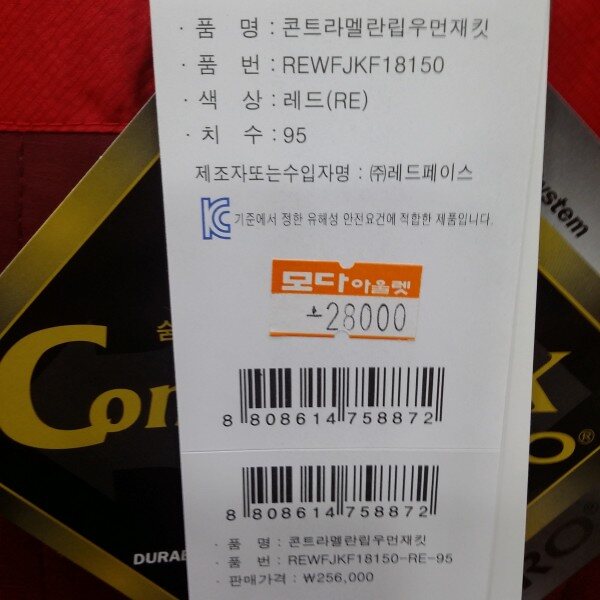 · 품 명 : 콘트라멜란립우먼재킷
· 품 번 : REWFJKF18150
· 색 상 : 레드(RE)
· 치 수 : 95
제조자또는수입자명 : ㈜레드페이스
기준에서 정한 유해성 안전요건에 적합한 제품입니다.
모다아울렛
28000
8 808614 758872
8 808614 758872
· 품 명 : 콘트라멜란립우먼재킷
· 품 번 : REWFJKF18150-RE-95
· 판매가격 : ₩256,000